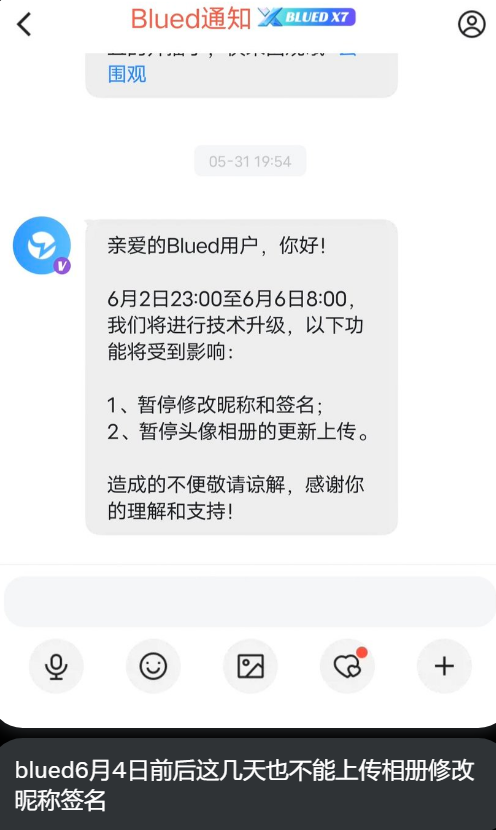 Blued通知
BLUED X7
围观
05-31 19:54
亲爱的Blued用户，你好！
6月2日23:00至6月6日8:00，
我们将进行技术升级，以下功
能将受到影响：
1、暂停修改昵称和签名；
2、暂停头像相册的更新上传。
造成的不便敬请谅解，感谢你
的理解和支持！
V
blued6月4日前后这几天也不能上传相册修改
昵称签名